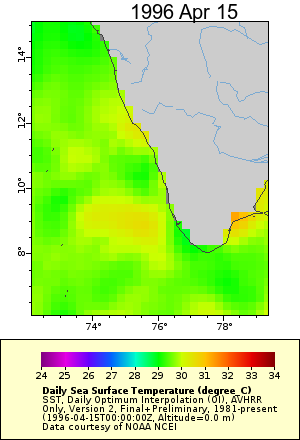 1996 Apr 15
14°
12°
10°
8°
74° 76° 78°
24 25 26 27 28 29 30 31 32 33 34
Daily Sea Surface Temperature (degree_C)
SST, Daily Optimum Interpolation (OI), AVHRR
Only, Version 2, Final+Preliminary, 1981-present
(1996-04-15T00:00:00Z, Altitude=0.0 m)
Data courtesy of NOAA NCEI